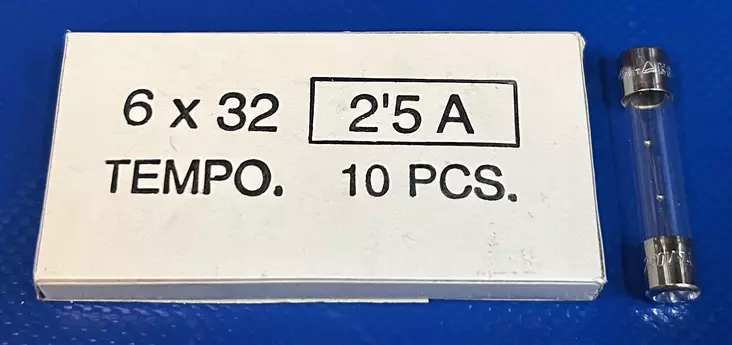 6 x 32 2'5 A
TEMPO. 10 PCS.